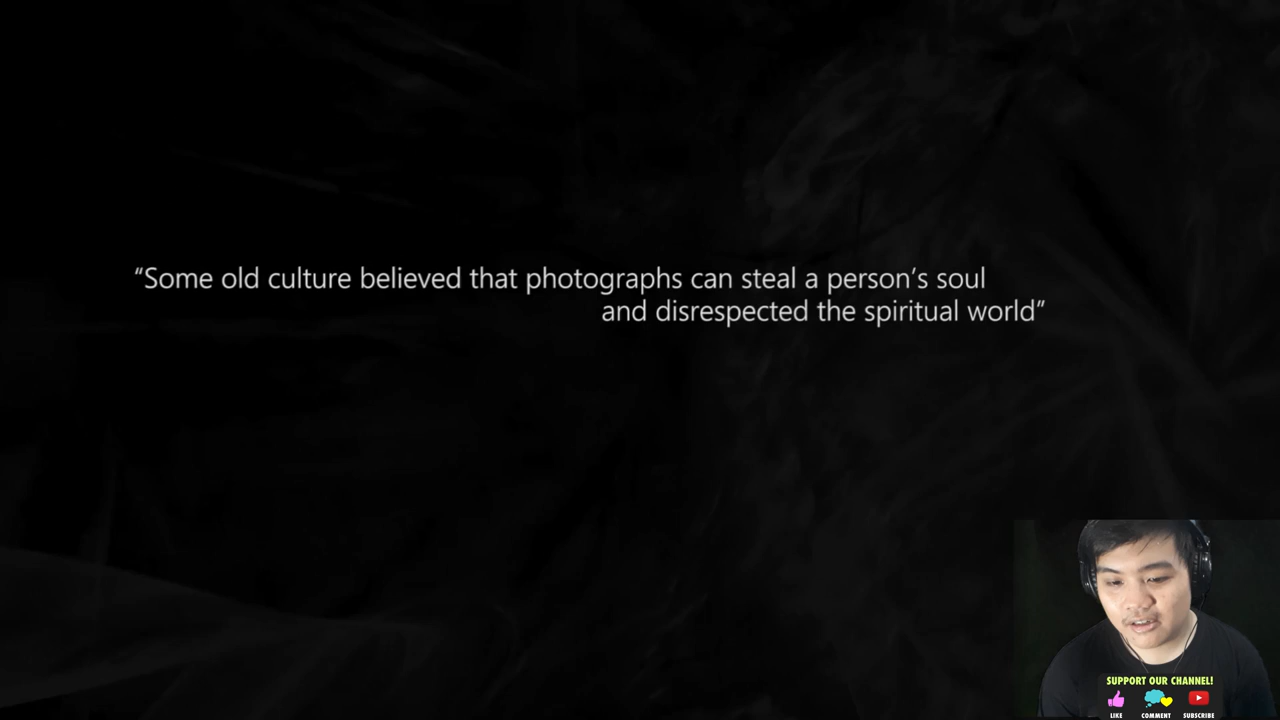 “Some old culture believed that photographs can steal a person’s soul
and disrespected the spiritual world”
SUPPORT OUR CHANNEL!
LIKE COMMENT SUBSCRIBE